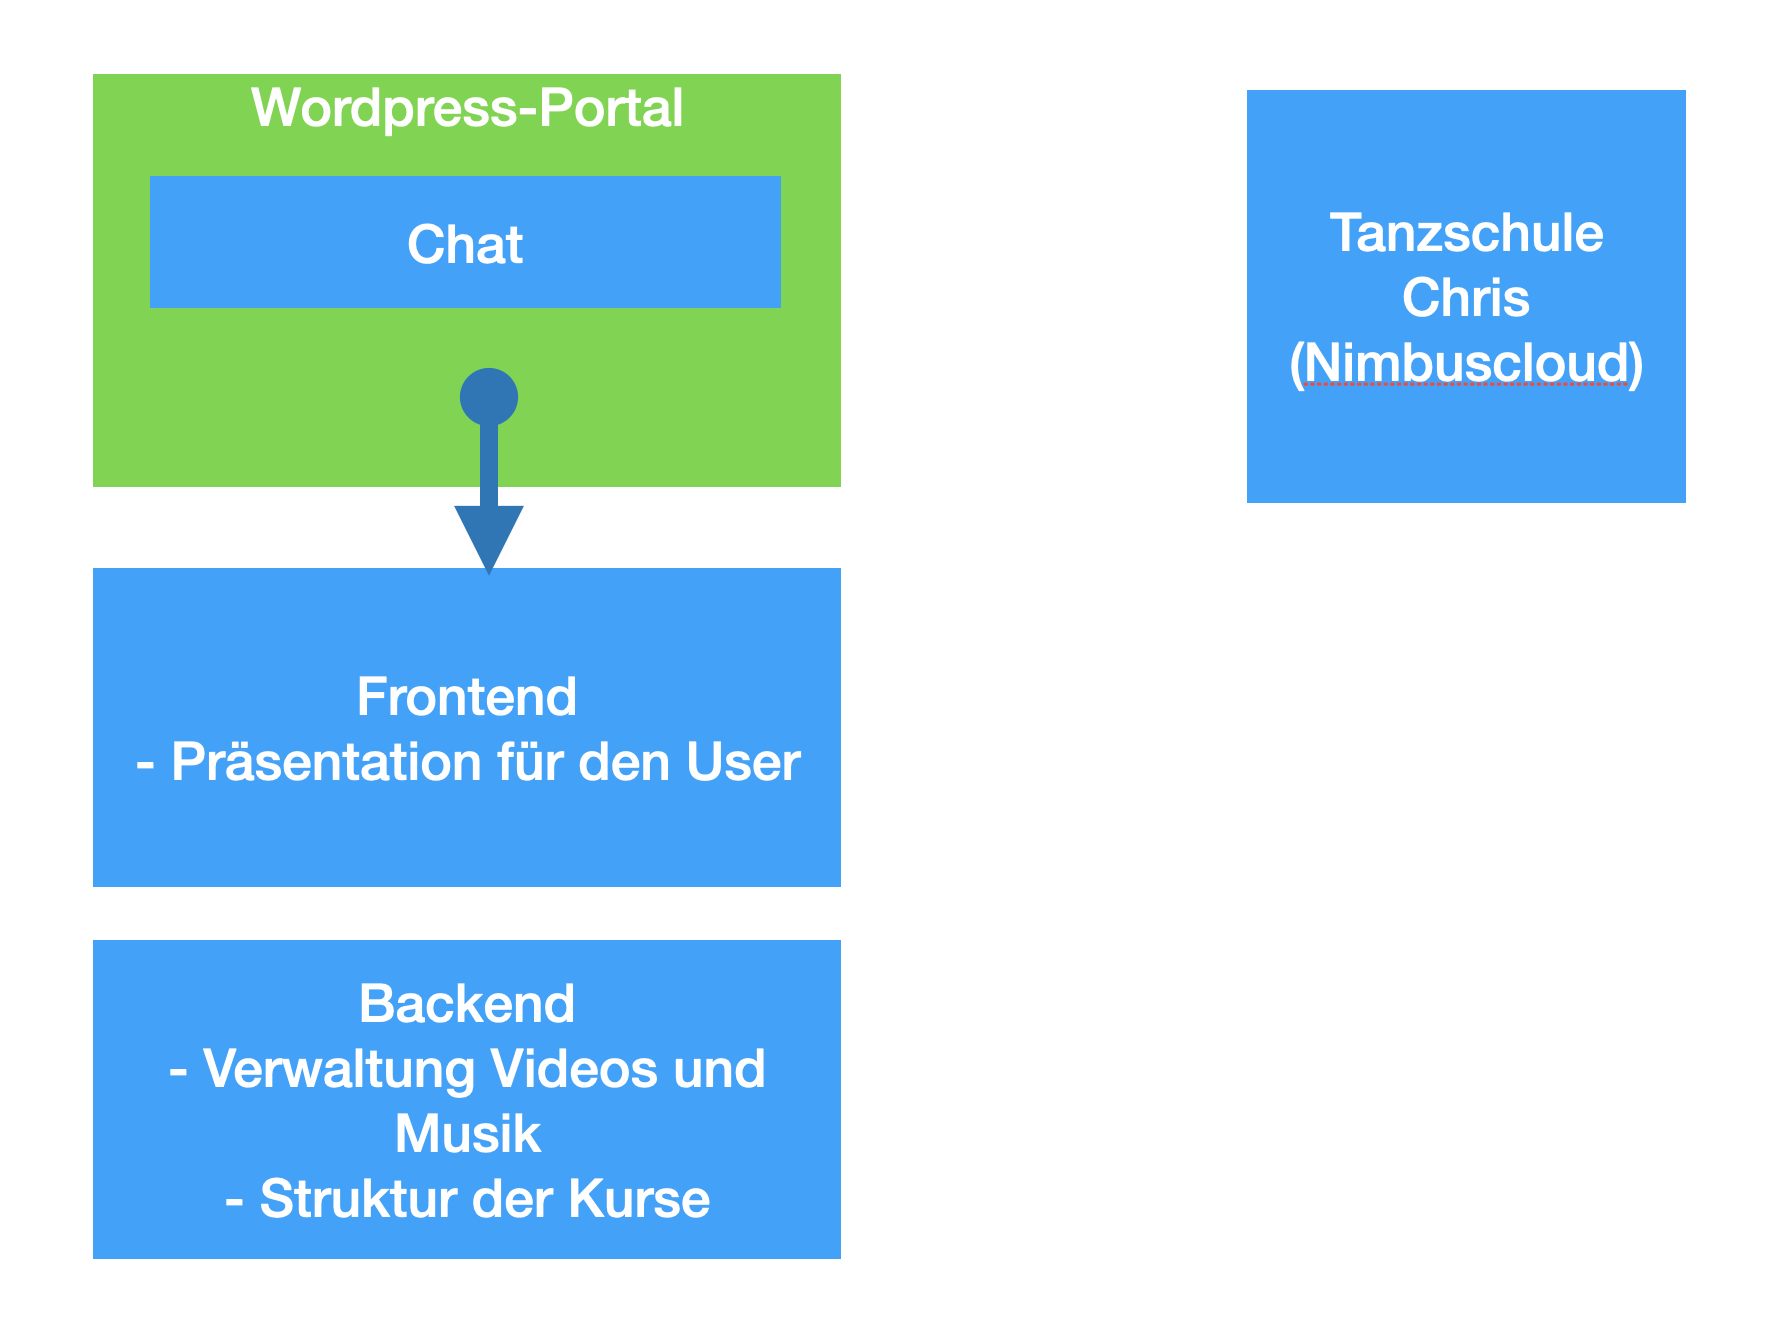 Wordpress-Portal
Chat
Tanzschule
Chris
(Nimbuscloud)
Frontend
- Präsentation für den User
Backend
- Verwaltung Videos und
Musik
- Struktur der Kurse